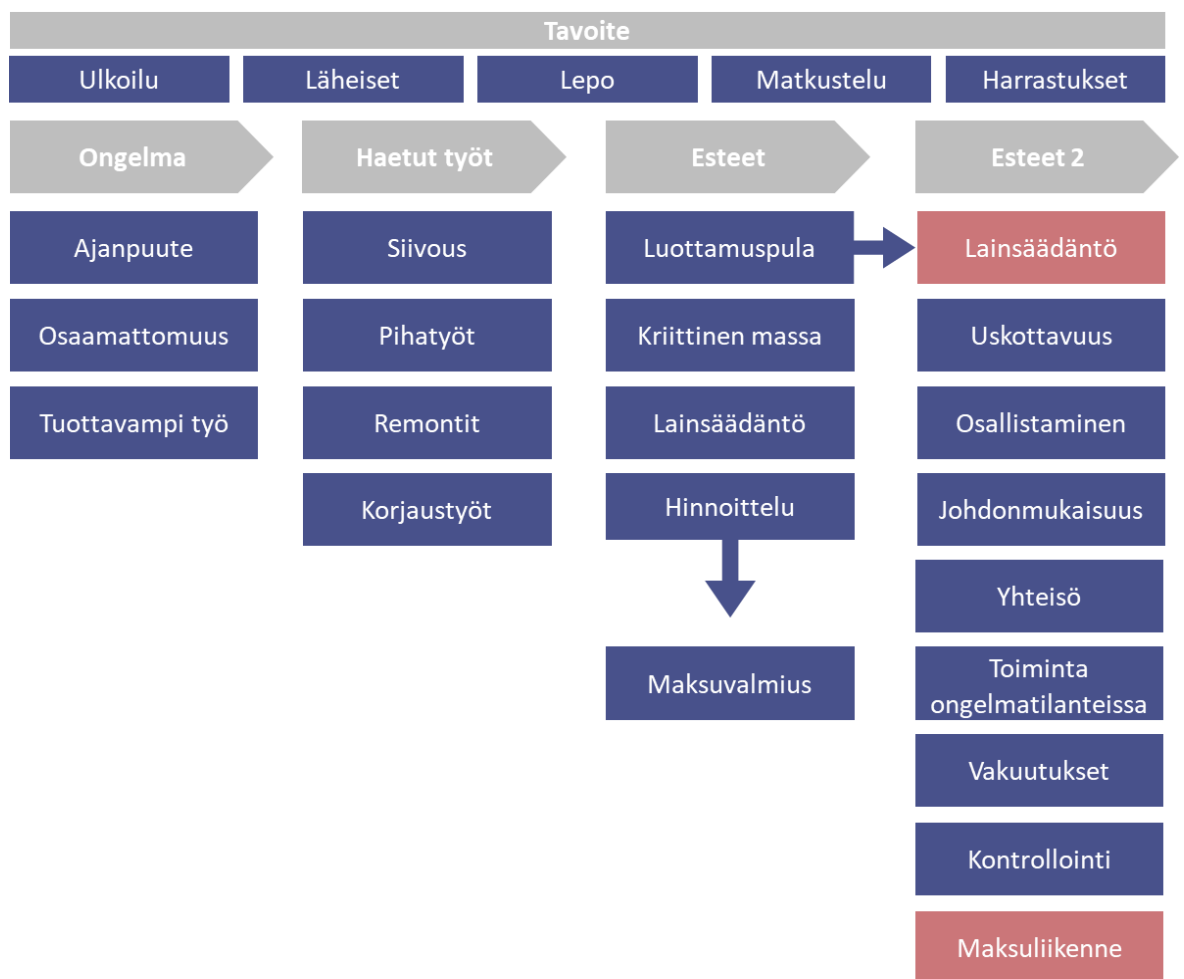 Tavoite
Ulkoilu
Läheiset
Lepo
Matkustelu
Harrastukset
Ongelma
Haetut työt
Esteet
Esteet 2
Ajanpuute
Osaamattomuus
Tuottavampi työ
Siivous
Pihatyöt
Remontit
Korjaustyöt
Luottamuspula
Kriittinen massa
Lainsäädäntö
Hinnoittelu
Maksuvalmius
Lainsäädäntö
Uskottavuus
Osallistaminen
Johdonmukaisuus
Yhteisö
Toiminta
ongelmatilanteissa
Vakuutukset
Kontrollointi
Maksuliikenne